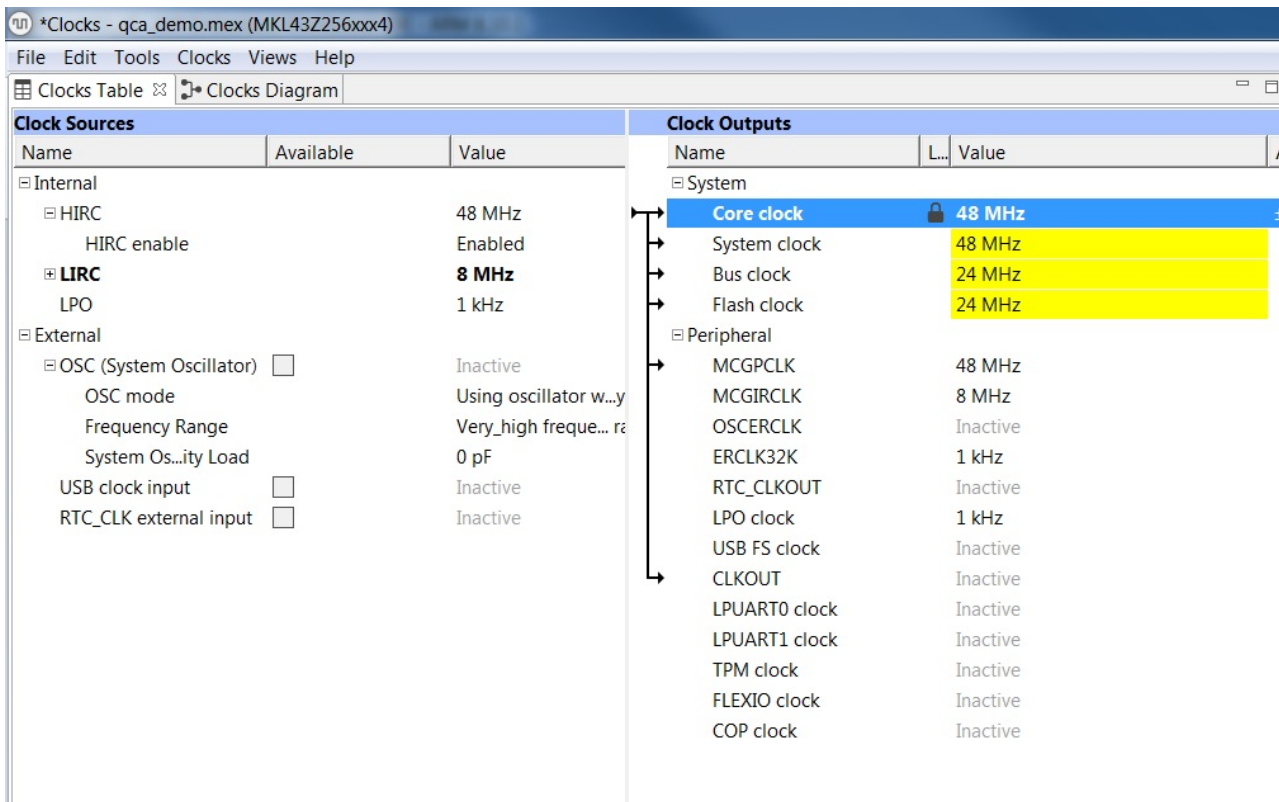 *Clocks - qca_demo.mex (MKL43Z256xxx4)
File Edit Tools Clocks Views Help
Clocks Table Clocks Diagram
Clock Sources
Name Available Value
Internal
HIRC 48 MHz
HIRC enable Enabled
LIRC 8 MHz
LPO 1 kHz
External
OSC (System Oscillator) Inactive
OSC mode Using oscillator w...y
Frequency Range Very_high freque... ra
System Os...ity Load 0 pF
USB clock input Inactive
RTC_CLK external input Inactive
Clock Outputs
Name L... Value
System
Core clock 48 MHz
System clock 48 MHz
Bus clock 24 MHz
Flash clock 24 MHz
Peripheral
MCGPCLK 48 MHz
MCGIRCLK 8 MHz
OSCERCLK Inactive
ERCLK32K 1 kHz
RTC_CLKOUT Inactive
LPO clock 1 kHz
USB FS clock Inactive
CLKOUT Inactive
LPUART0 clock Inactive
LPUART1 clock Inactive
TPM clock Inactive
FLEXIO clock Inactive
COP clock Inactive